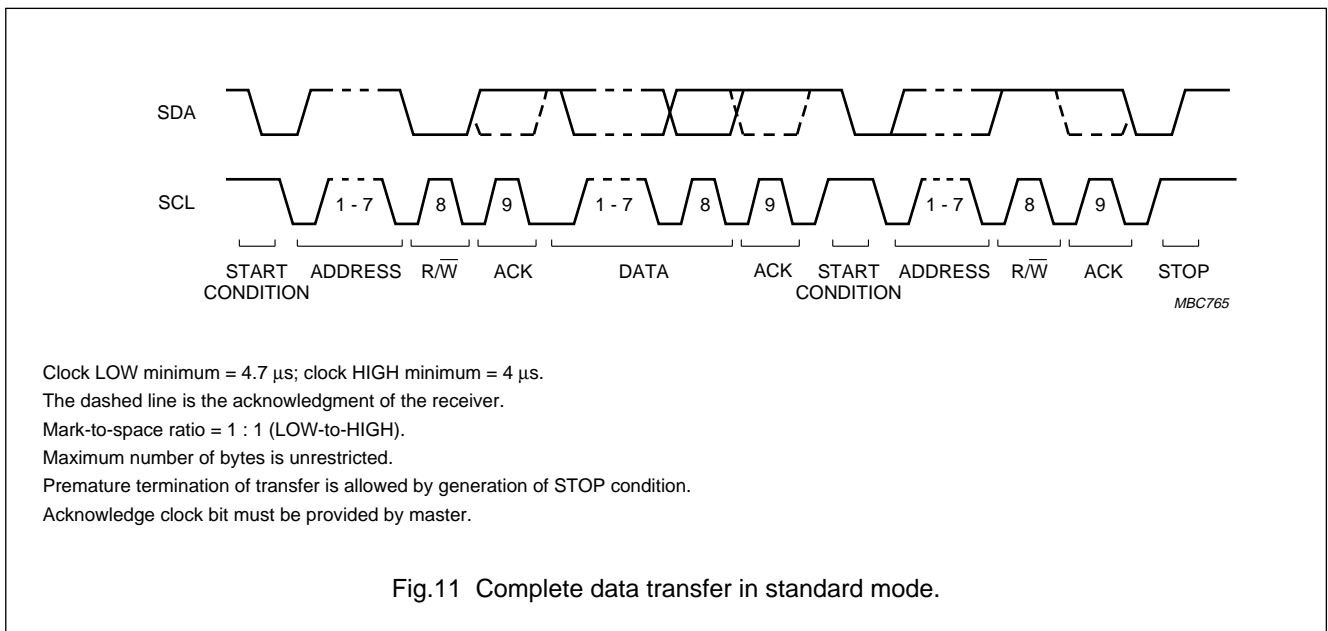 SDA
SCL
1 - 7 8 9 1 - 7 8 9 1 - 7 8 9
START CONDITION ADDRESS R/W̅ ACK DATA ACK START CONDITION ADDRESS R/W̅ ACK STOP
MBC765
Clock LOW minimum = 4.7 μs; clock HIGH minimum = 4 μs.
The dashed line is the acknowledgment of the receiver.
Mark-to-space ratio = 1 : 1 (LOW-to-HIGH).
Maximum number of bytes is unrestricted.
Premature termination of transfer is allowed by generation of STOP condition.
Acknowledge clock bit must be provided by master.
Fig.11 Complete data transfer in standard mode.